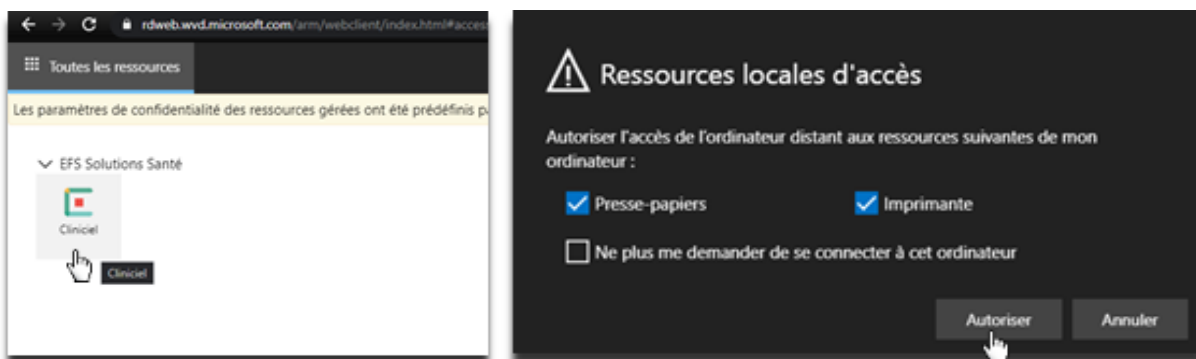 rdweb.wvd.microsoft.com/arm/webclient/index.html#access
Toutes les ressources
Les paramètres de confidentialité des ressources gérées ont été prédéfinis
EFS Solutions Santé
Cliniciel
Cliniciel
Ressources locales d'accès
Autoriser l'accès de l'ordinateur distant aux ressources suivantes de mon
ordinateur :
Presse-papiers Imprimante
Ne plus me demander de se connecter à cet ordinateur
Autoriser Annuler